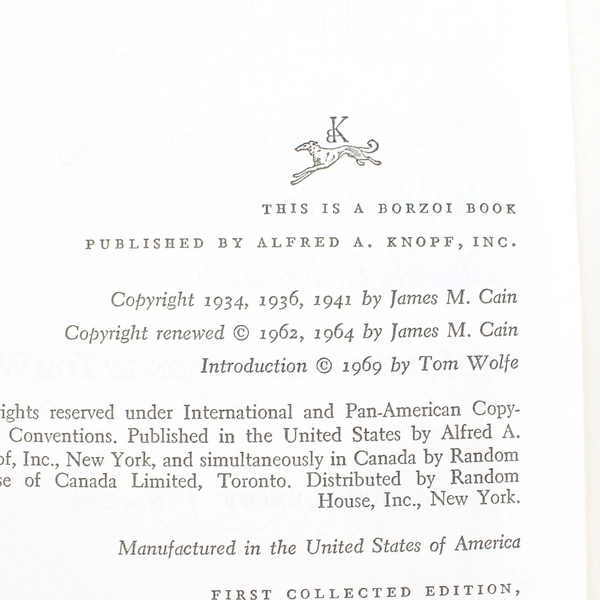 BK
THIS IS A BORZOI BOOK
PUBLISHED BY ALFRED A. KNOPF, INC.
Copyright 1934, 1936, 1941 by James M. Cain
Copyright renewed © 1962, 1964 by James M. Cain
Introduction © 1969 by Tom Wolfe
ights reserved under International and Pan-American Copy-
Conventions. Published in the United States by Alfred A.
of, Inc., New York, and simultaneously in Canada by Random
se of Canada Limited, Toronto. Distributed by Random
House, Inc., New York.
Manufactured in the United States of America
FIRST COLLECTED EDITION,